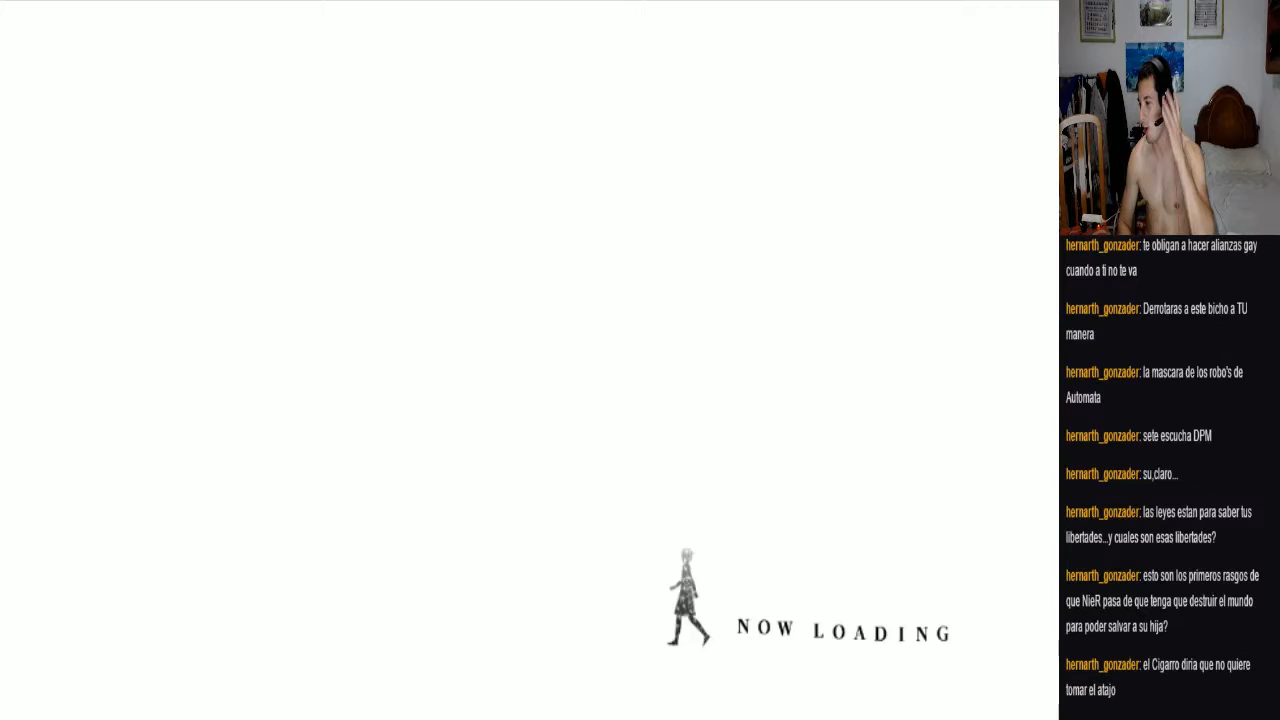 NOW LOADING
hernarth_gonzader: te obligan a hacer alianzas gay
cuando a ti no te va
hernarth_gonzader: Derrotaras a este bicho a TU
manera
hernarth_gonzader: la mascara de los robo's de
Automata
hernarth_gonzader: sete escucha DPM
hernarth_gonzader: su,claro...
hernarth_gonzader: las leyes estan para saber tus
libertades...y cuales son esas libertades?
hernarth_gonzader: esto son los primeros rasgos de
que NieR pasa de que tenga que destruir el mundo
para poder salvar a su hija?
hernarth_gonzader: el Cigarro diria que no quiere
tomar el atajo